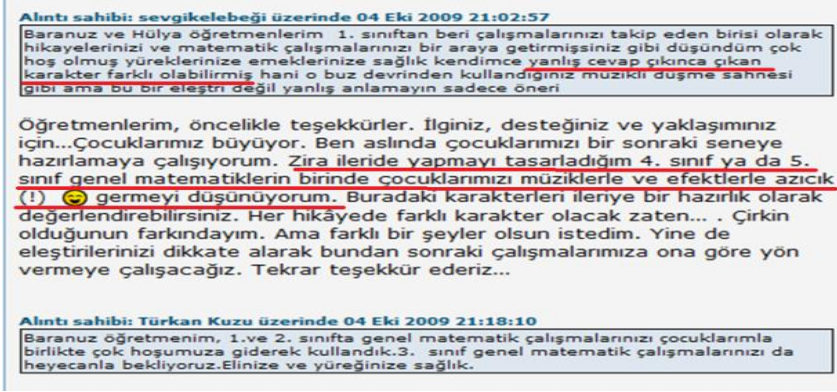 Alıntı sahibi: sevgikelebeği üzerinde 04 Eki 2009 21:02:57
Baranuz ve Hülya öğretmenlerim 1. sınıftan beri çalışmalarınızı takip eden birisi olarak
hikayelerinizi ve matematik çalışmalarınızı bir araya getirmişsiniz gibi düşündüm çok
hoş olmuş yüreklerinize emeklerinize sağlık kendimce yanlış cevap çıkınca çıkan
karakter farklı olabilirmiş hani o buz devrinden kullandığınız müzikli düşme sahnesi
gibi ama bu bir eleştri değil yanlış anlamayın sadece öneri
Öğretmenlerim, öncelikle teşekkürler. İlginiz, desteğiniz ve yaklaşımınız
için...Çocuklarımız büyüyor. Ben aslında çocuklarımızı bir sonraki seneye
hazırlamaya çalışıyorum. Zira ileride yapmayı tasarladığım 4. sınıf ya da 5.
sınıf genel matematiklerin birinde çocuklarımızı müziklerle ve efektlerle azıcık
(!) germeyi düşünüyorum. Buradaki karakterleri ileriye bir hazırlık olarak
değerlendirebilirsiniz. Her hikâyede farklı karakter olacak zaten... . Çirkin
olduğunun farkındayım. Ama farklı bir şeyler olsun istedim. Yine de
eleştirilerinizi dikkate alarak bundan sonraki çalışmalarımıza ona göre yön
vermeye çalışacağız. Tekrar teşekkür ederiz...
Alıntı sahibi: Türkan Kuzu üzerinde 04 Eki 2009 21:18:10
Baranuz öğretmenim, 1.ve 2. sınıfta genel matematik çalışmalarınızı çocuklarımla
birlikte çok hoşumuza giderek kullandık.3. sınıf genel matematik çalışmalarınızı da
heyecanla bekliyoruz.Elinize ve yüreğinize sağlık.